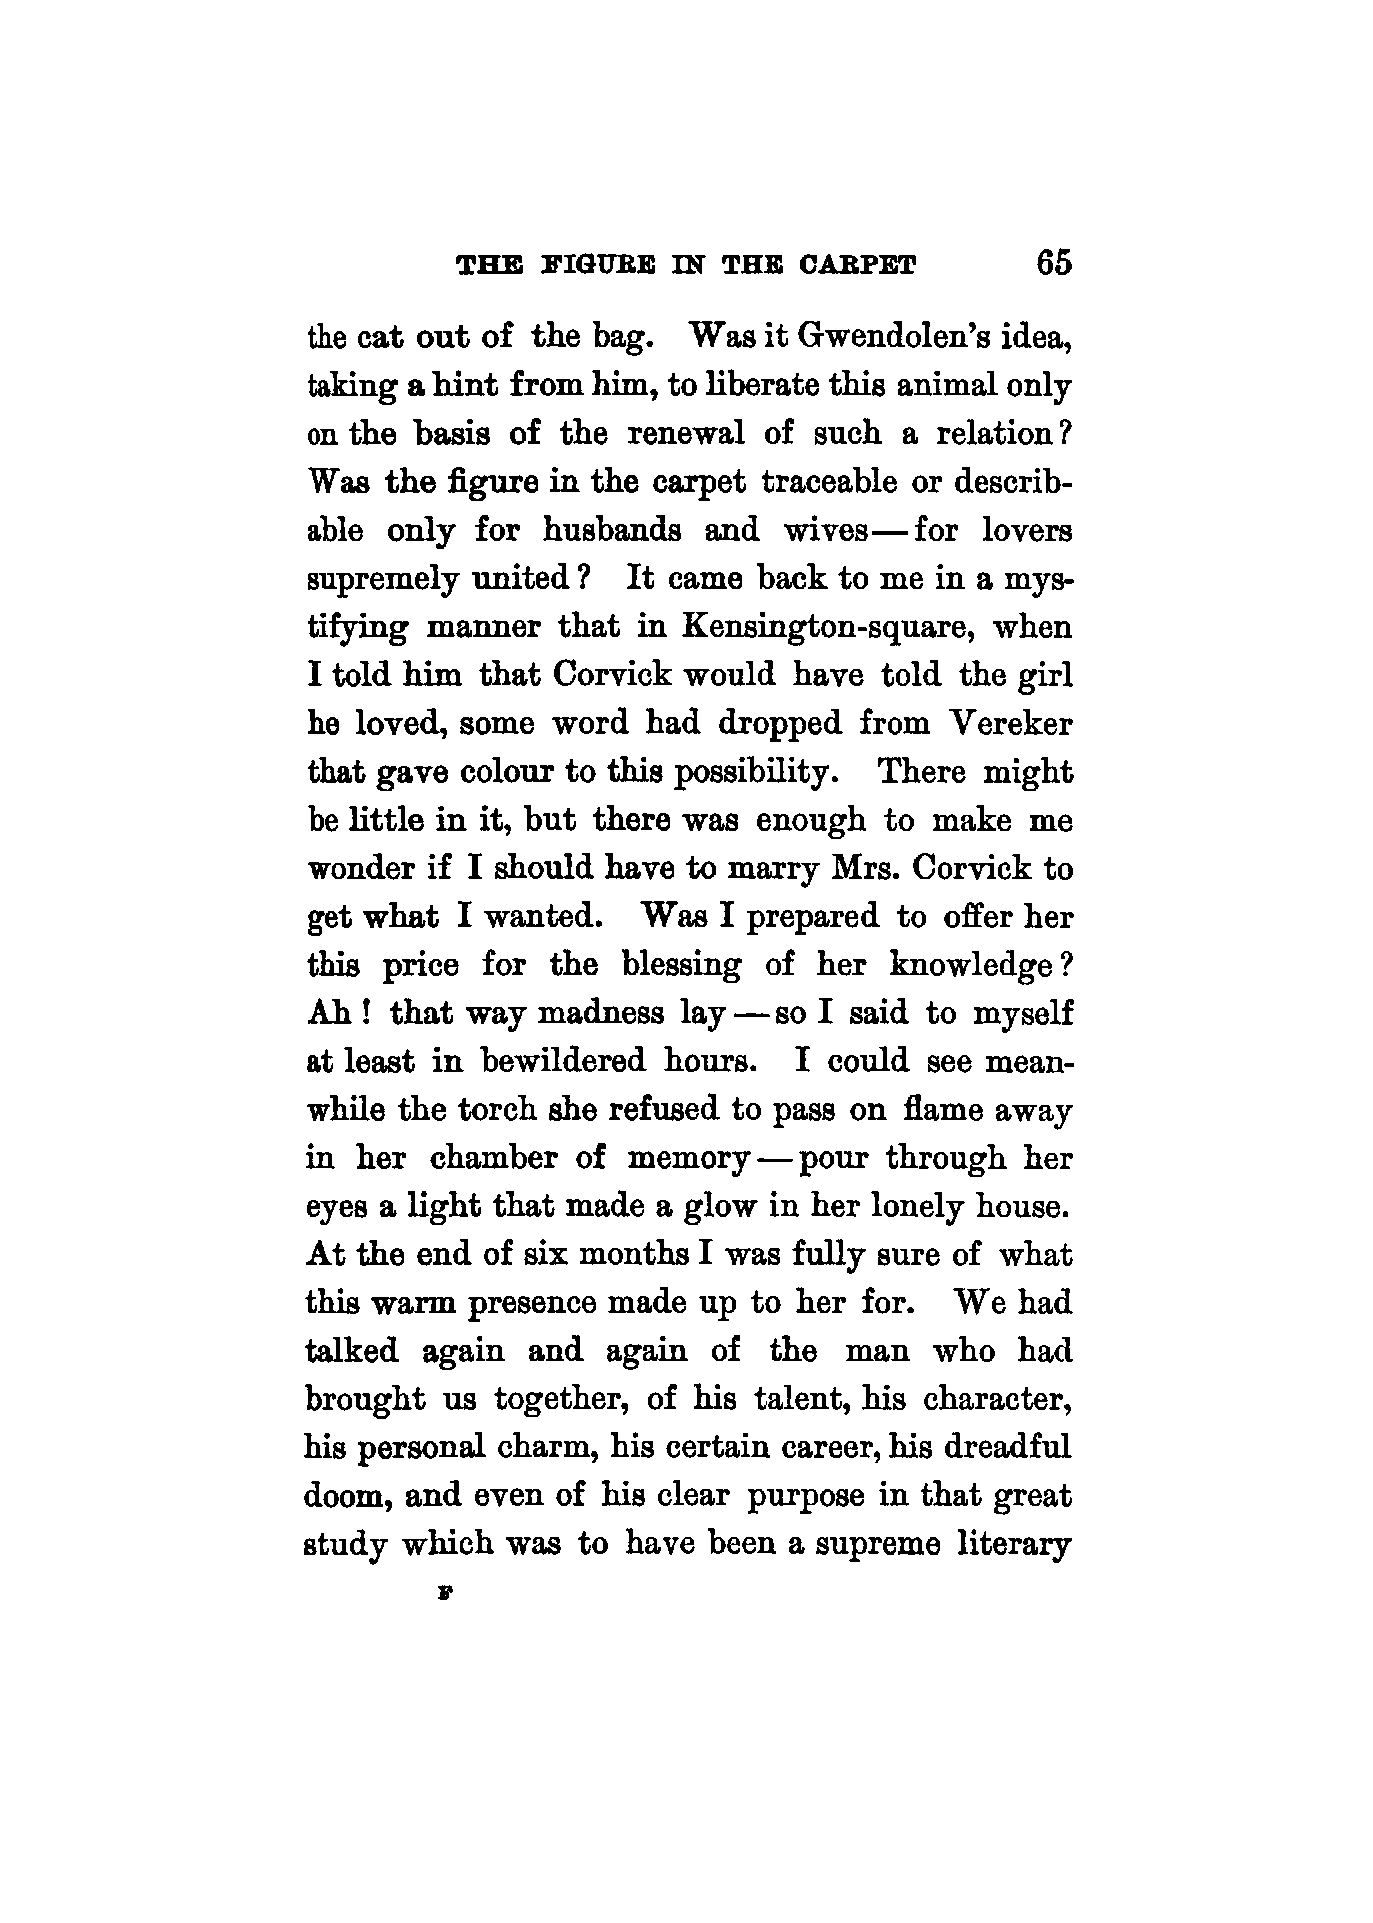 THE FIGURE IN THE CARPET 65
the cat out of the bag. Was it Gwendolen's idea,
taking a hint from him, to liberate this animal only
on the basis of the renewal of such a relation?
Was the figure in the carpet traceable or describ-
able only for husbands and wives—for lovers
supremely united? It came back to me in a mys-
tifying manner that in Kensington-square, when
I told him that Corvick would have told the girl
he loved, some word had dropped from Vereker
that gave colour to this possibility. There might
be little in it, but there was enough to make me
wonder if I should have to marry Mrs. Corvick to
get what I wanted. Was I prepared to offer her
this price for the blessing of her knowledge?
Ah! that way madness lay—so I said to myself
at least in bewildered hours. I could see mean-
while the torch she refused to pass on flame away
in her chamber of memory—pour through her
eyes a light that made a glow in her lonely house.
At the end of six months I was fully sure of what
this warm presence made up to her for. We had
talked again and again of the man who had
brought us together, of his talent, his character,
his personal charm, his certain career, his dreadful
doom, and even of his clear purpose in that great
study which was to have been a supreme literary
F